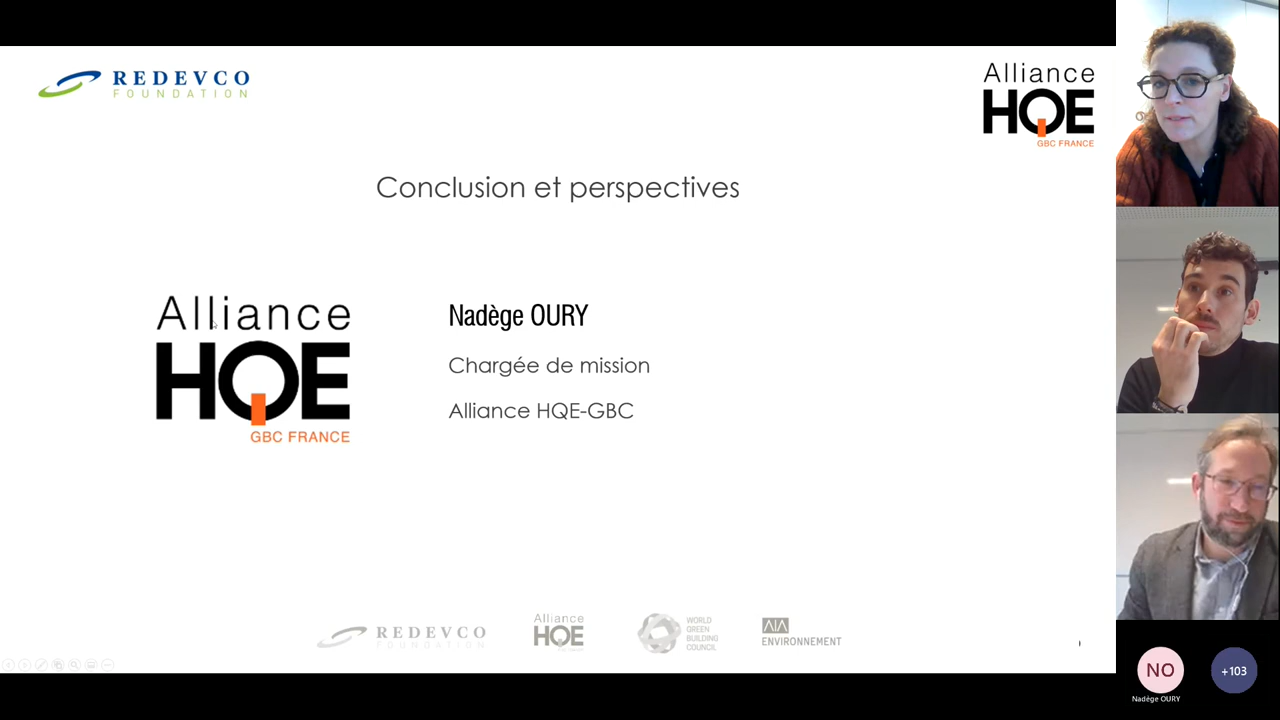 REDEVCO
FOUNDATION
Alliance
HQE
GBC FRANCE
Conclusion et perspectives
Alliance
HQE
GBC FRANCE
Nadège OURY
Chargée de mission
Alliance HQE-GBC
REDEVCO
FOUNDATION
Alliance
HQE
WORLD
GREEN
BUILDING
COUNCIL
AIA
ENVIRONNEMENT
NO
+103
Nadège OURY